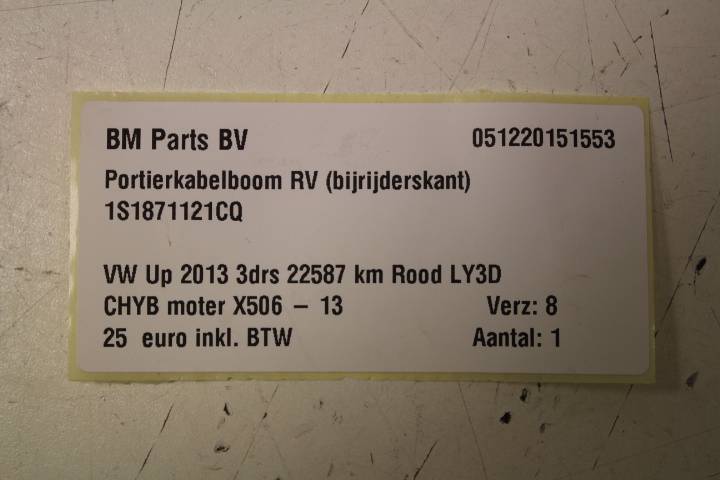 BM Parts BV 051220151553
Portierkabelboom RV (bijrijderskant)
1S1871121CQ
VW Up 2013 3drs 22587 km Rood LY3D
CHYB moter X506 – 13 Verz: 8
25 euro inkl. BTW Aantal: 1